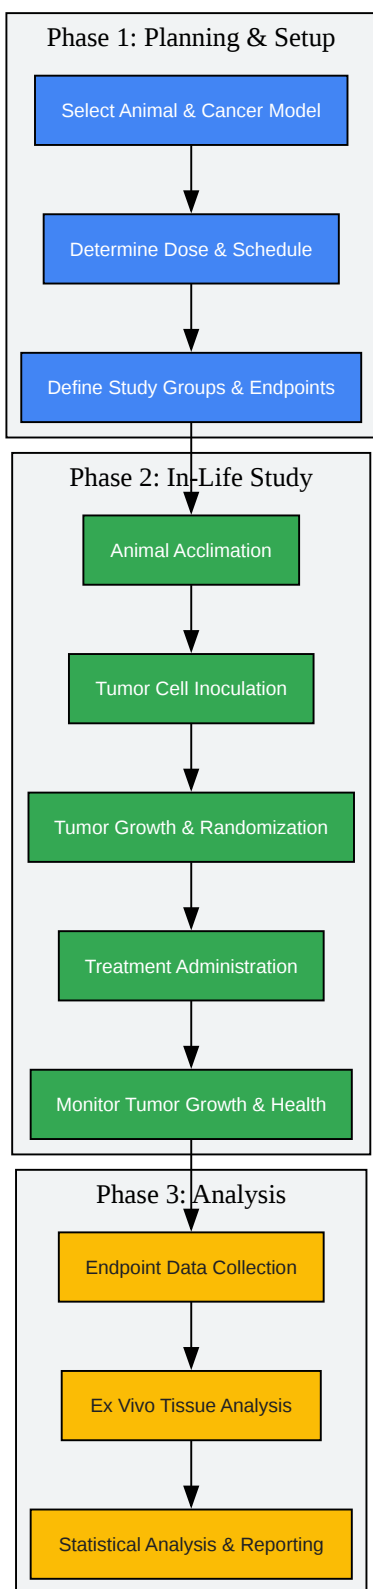 Phase 1: Planning & Setup
Select Animal & Cancer Model
Determine Dose & Schedule
Define Study Groups & Endpoints
Phase 2: In-Life Study
Animal Acclimation
Tumor Cell Inoculation
Tumor Growth & Randomization
Treatment Administration
Monitor Tumor Growth & Health
Phase 3: Analysis
Endpoint Data Collection
Ex Vivo Tissue Analysis
Statistical Analysis & Reporting